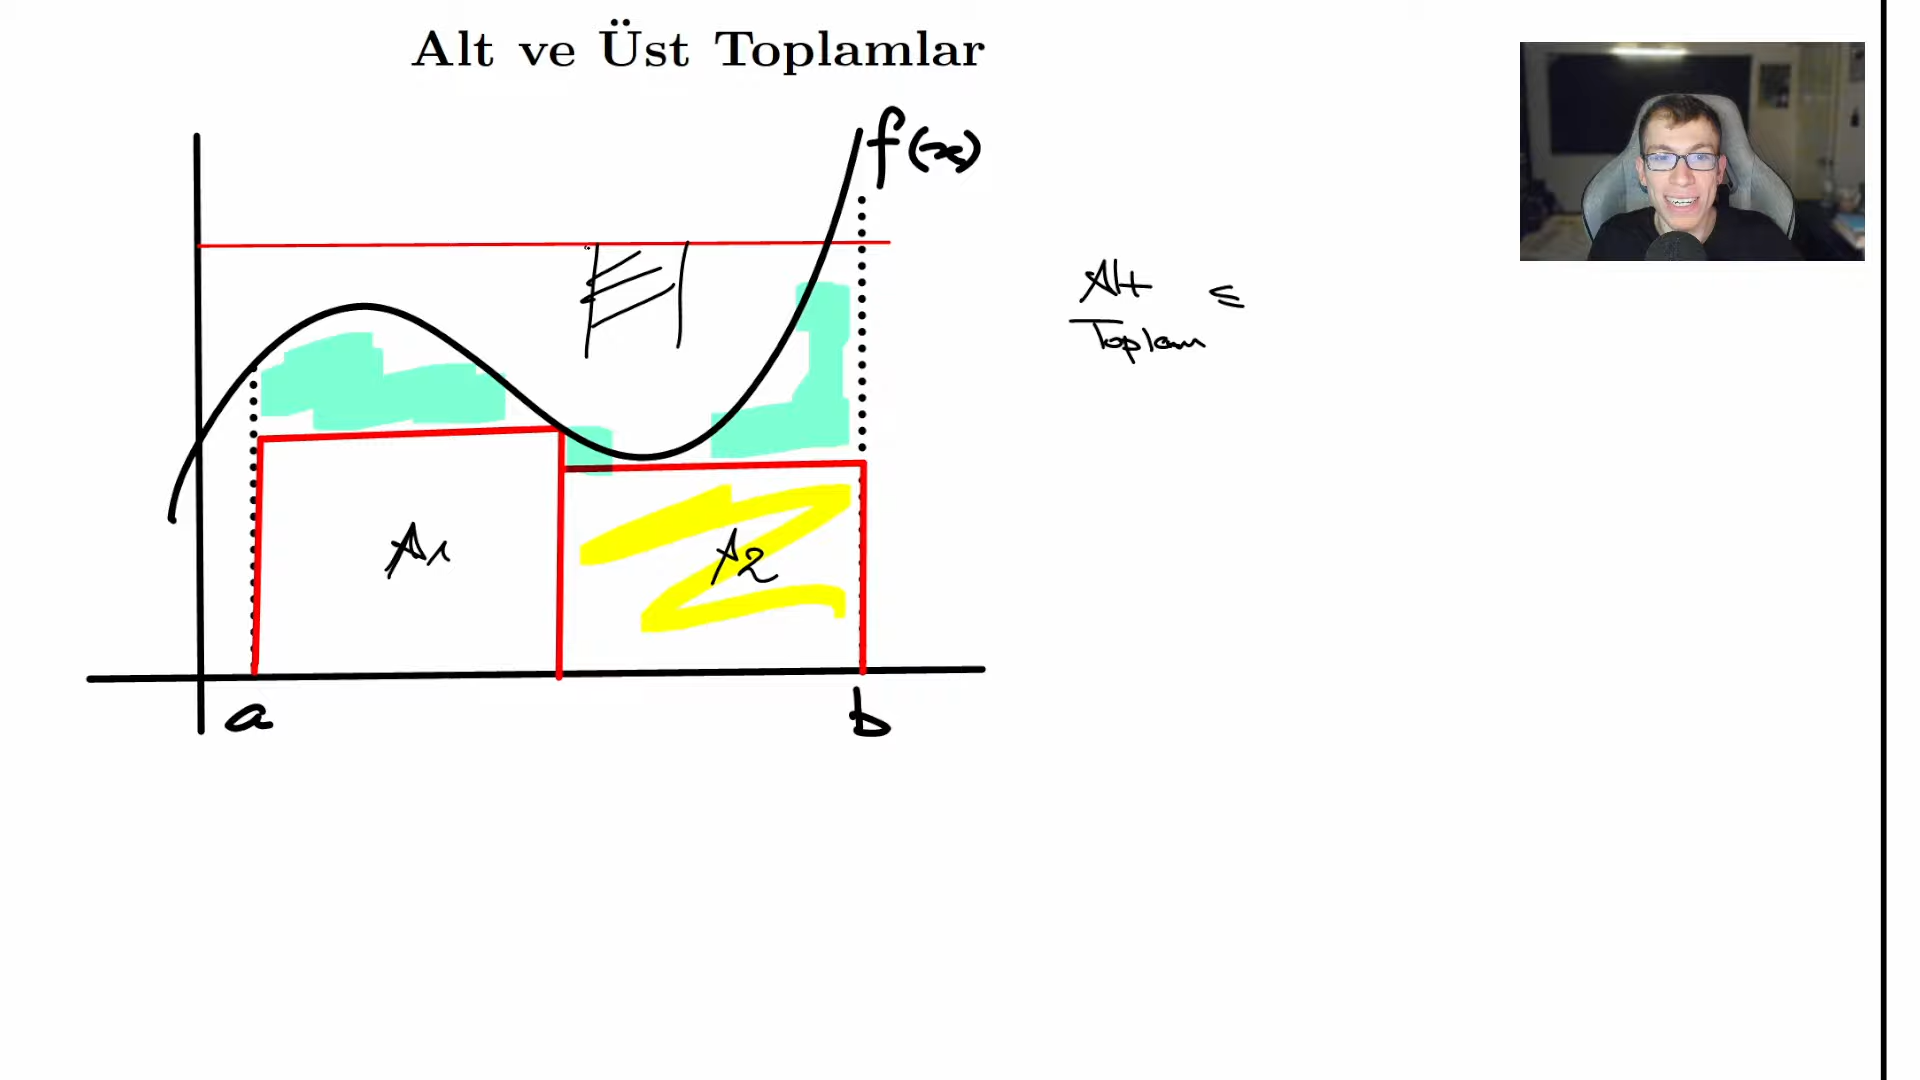 Alt ve Üst Toplamlar
f(x)
Alt ≤
Toplam
A1
A2
a
b